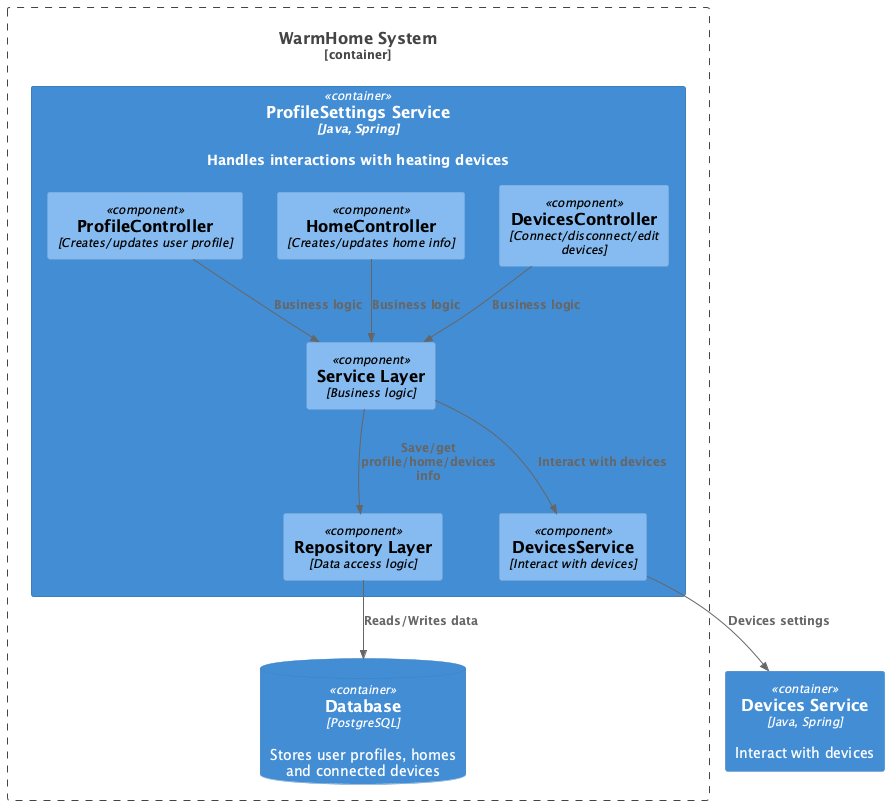 WarmHome System
[container]
«container»
ProfileSettings Service
[Java, Spring]
Handles interactions with heating devices
«component»
ProfileController
[Creates/updates user profile]
«component»
HomeController
[Creates/updates home info]
«component»
DevicesController
[Connect/disconnect/edit
devices]
Business logic
Business logic
Business logic
«component»
Service Layer
[Business logic]
Save/get
profile/home/devices
info
Interact with devices
«component»
Repository Layer
[Data access logic]
«component»
DevicesService
[Interact with devices]
Reads/Writes data
Devices settings
«container»
Database
[PostgreSQL]
Stores user profiles, homes
and connected devices
«container»
Devices Service
[Java, Spring]
Interact with devices